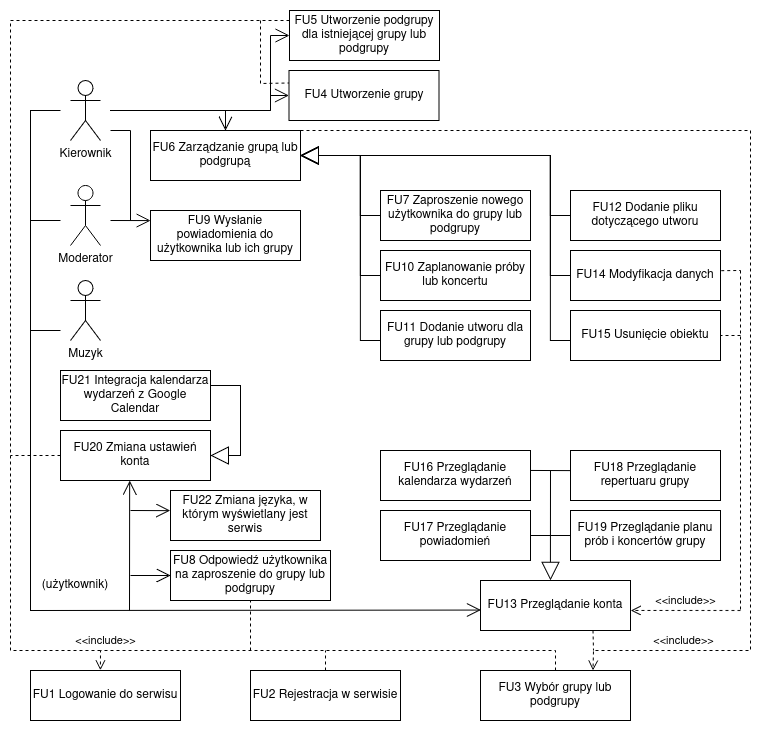 FU5 Utworzenie podgrupy
dla istniejącej grupy lub
podgrupy
FU4 Utworzenie grupy
Kierownik
FU6 Zarządzanie grupą lub
podgrupą
FU7 Zaproszenie nowego
użytkownika do grupy lub
podgrupy
FU12 Dodanie pliku
dotyczącego utworu
FU9 Wysłanie
powiadomienia do
użytkownika lub ich grupy
Moderator
FU10 Zaplanowanie próby
lub koncertu
FU14 Modyfikacja danych
FU11 Dodanie utworu dla
grupy lub podgrupy
FU15 Usunięcie obiektu
Muzyk
FU21 Integracja kalendarza
wydarzeń z Google
Calendar
FU20 Zmiana ustawień
konta
FU16 Przeglądanie
kalendarza wydarzeń
FU18 Przeglądanie
repertuaru grupy
FU22 Zmiana języka, w
którym wyświetlany jest
serwis
FU17 Przeglądanie
powiadomień
FU19 Przeglądanie planu
prób i koncertów grupy
FU8 Odpowiedź użytkownika
na zaproszenie do grupy lub
podgrupy
(użytkownik)
FU13 Przeglądanie konta
<<include>>
<<include>>
<<include>>
FU1 Logowanie do serwisu
FU2 Rejestracja w serwisie
FU3 Wybór grupy lub
podgrupy